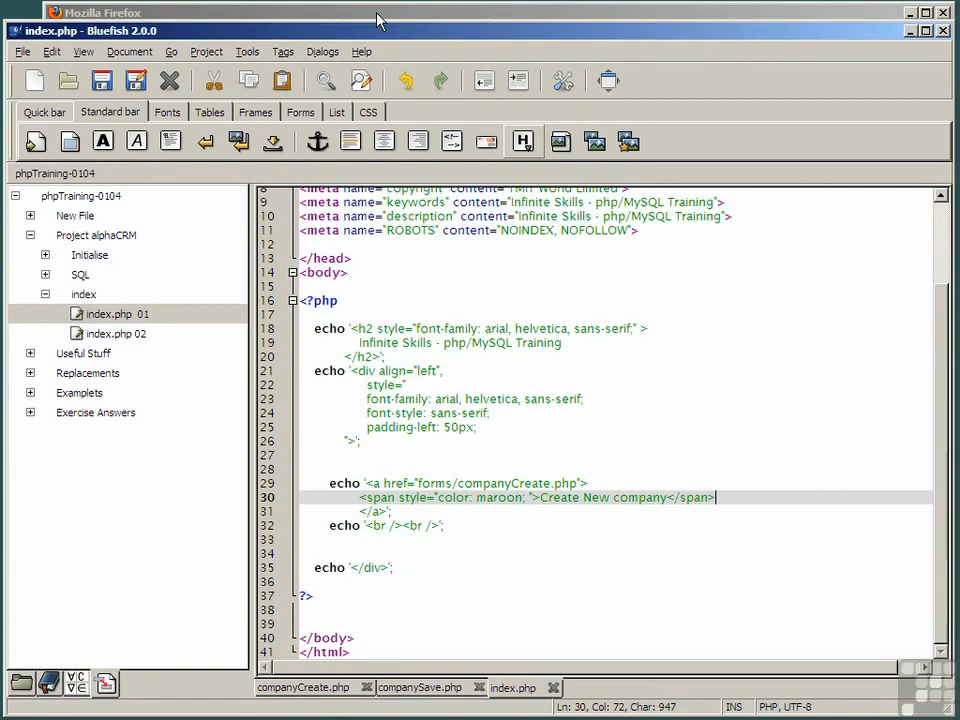 Mozilla Firefox
index.php - Bluefish 2.0.0
File Edit View Document Go Project Tools Tags Dialogs Help
Quick bar Standard bar Fonts Tables Frames Forms List CSS
phpTraining-0104
phpTraining-0104
New File
Project alphaCRM
Initialise
SQL
index
index.php 01
index.php 02
Useful Stuff
Replacements
Examplets
Exercise Answers
8 <meta name="copyright" content="TMIT World Limited">
9 <meta name="keywords" content="Infinite Skills - php/MySQL Training">
10 <meta name="description" content="Infinite Skills - php/MySQL Training">
11 <meta name="ROBOTS" content="NOINDEX, NOFOLLOW">
12
13 </head>
14 <body>
15
16 <?php
17
18 echo '<h2 style="font-family: arial, helvetica, sans-serif;" >
19 Infinite Skills - php/MySQL Training
20 </h2>';
21 echo '<div align="left",
22 style="
23 font-family: arial, helvetica, sans-serif;
24 font-style: sans-serif;
25 padding-left: 50px;
26 ">';
27
28
29 echo '<a href="forms/companyCreate.php">
30 <span style="color: maroon; ">Create New company</span>
31 </a>';
32 echo '<br /><br />';
33
34
35 echo '</div>';
36
37 ?>
38
39
40 </body>
41 </html>
companyCreate.php companySave.php index.php
Ln: 30, Col: 72, Char: 947 INS PHP, UTF-8